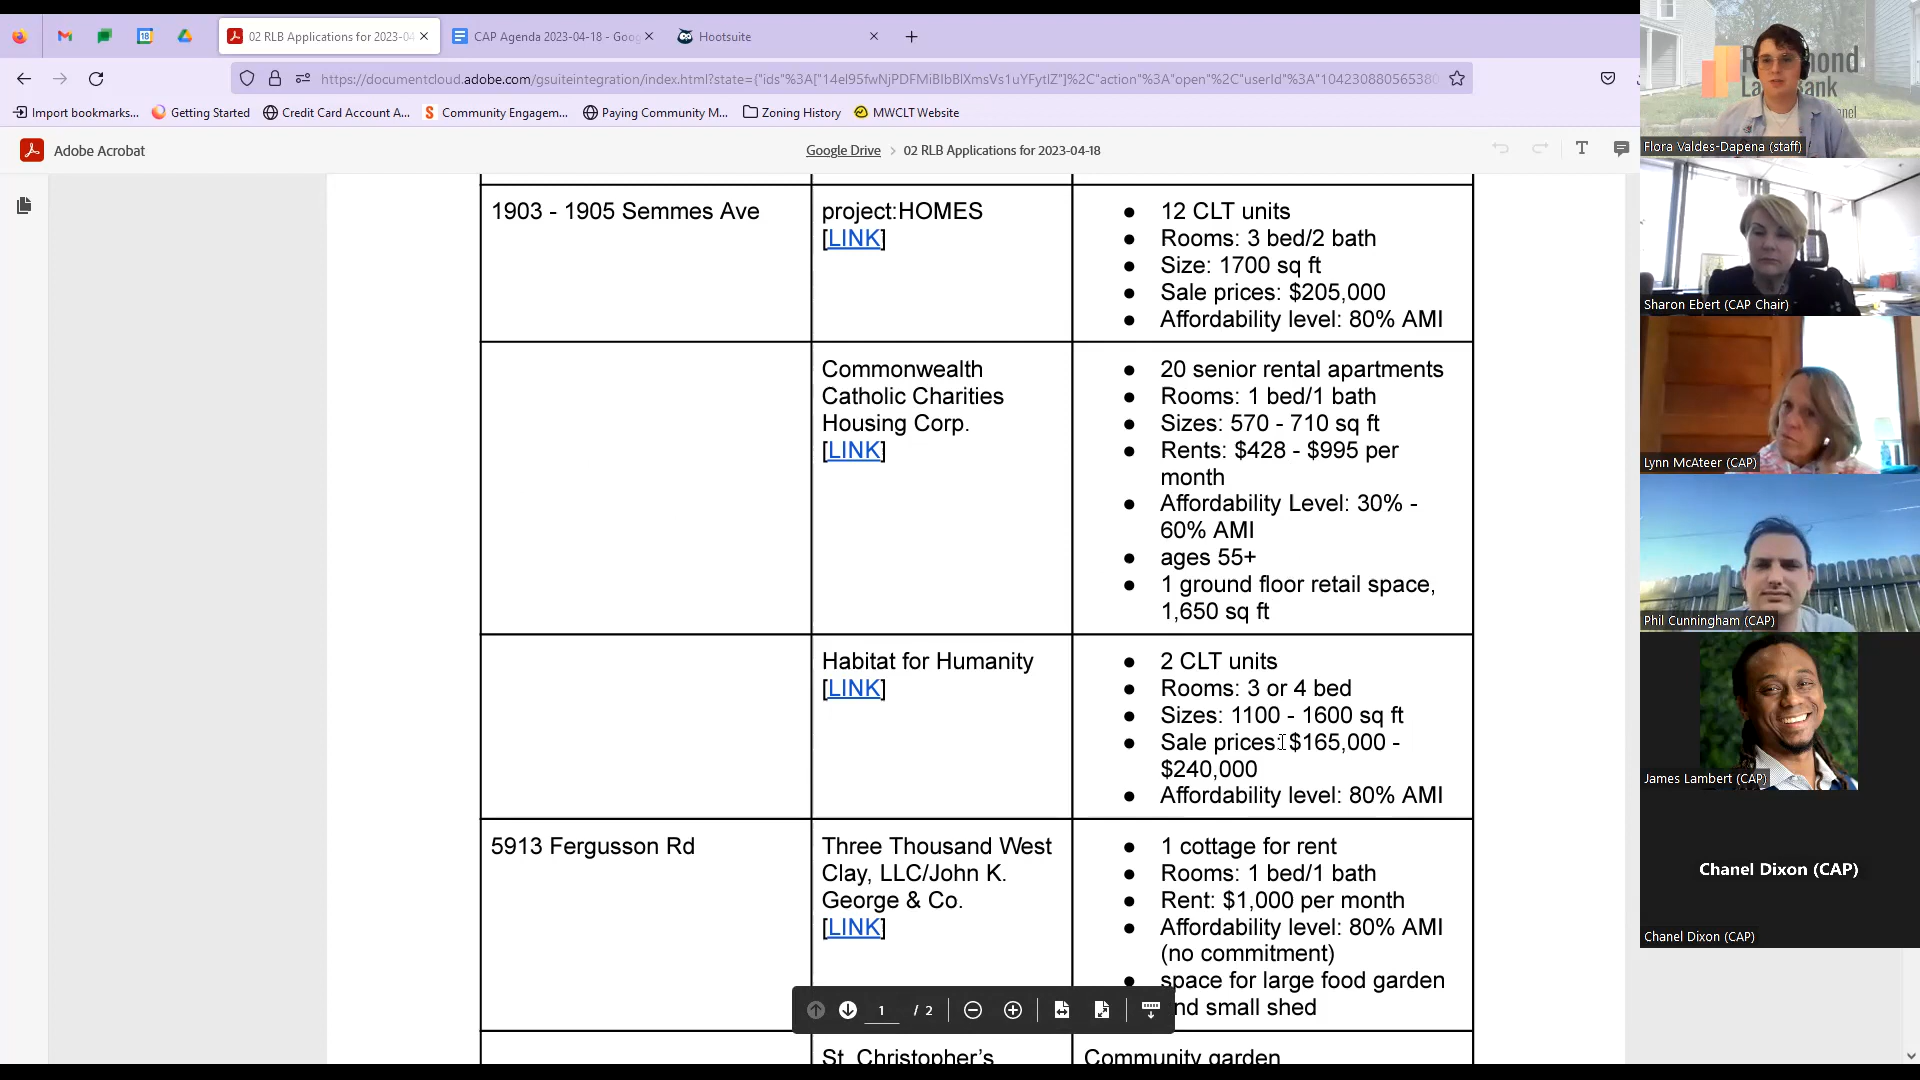 02 RLB Applications for 2023-04
CAP Agenda 2023-04-18 - Goog
Hootsuite
https://documentcloud.adobe.com/gsuiteintegration/index.html?state={"ids"%3A["14el95fwNjPDFMiBIbBlXmsVs1uYFytlZ"]%2C"action"%3A"open"%2C"userId"%3A"104230880565380
Import bookmarks...
Getting Started
Credit Card Account A...
Community Engagem...
Paying Community M...
Zoning History
MWCLT Website
Adobe Acrobat
Google Drive > 02 RLB Applications for 2023-04-18
1903 - 1905 Semmes Ave
project:HOMES
[LINK]
● 12 CLT units
● Rooms: 3 bed/2 bath
● Size: 1700 sq ft
● Sale prices: $205,000
● Affordability level: 80% AMI
Commonwealth
Catholic Charities
Housing Corp.
[LINK]
● 20 senior rental apartments
● Rooms: 1 bed/1 bath
● Sizes: 570 - 710 sq ft
● Rents: $428 - $995 per
month
● Affordability Level: 30% -
60% AMI
● ages 55+
● 1 ground floor retail space,
1,650 sq ft
Habitat for Humanity
[LINK]
● 2 CLT units
● Rooms: 3 or 4 bed
● Sizes: 1100 - 1600 sq ft
● Sale prices: $165,000 -
$240,000
● Affordability level: 80% AMI
5913 Fergusson Rd
Three Thousand West
Clay, LLC/John K.
George & Co.
[LINK]
● 1 cottage for rent
● Rooms: 1 bed/1 bath
● Rent: $1,000 per month
● Affordability level: 80% AMI
(no commitment)
● space for large food garden
and small shed
1 / 2
St. Christopher's
Community garden
Flora Valdes-Dapena (staff)
Sharon Ebert (CAP Chair)
Lynn McAteer (CAP)
Phil Cunningham (CAP)
James Lambert (CAP)
Chanel Dixon (CAP)
Chanel Dixon (CAP)